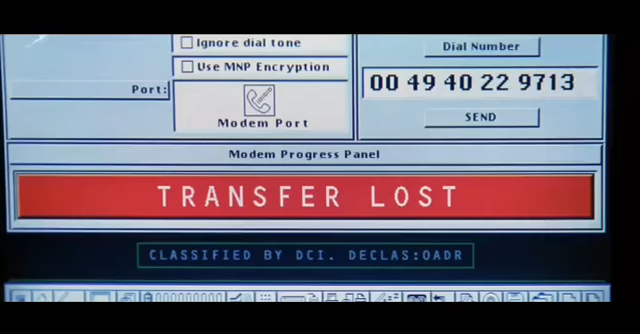 Ignore dial tone
Use MNP Encryption
Port:
Modem Port
Dial Number
00 49 40 22 9713
SEND
Modem Progress Panel
TRANSFER LOST
CLASSIFIED BY DCI. DECLAS:OADR